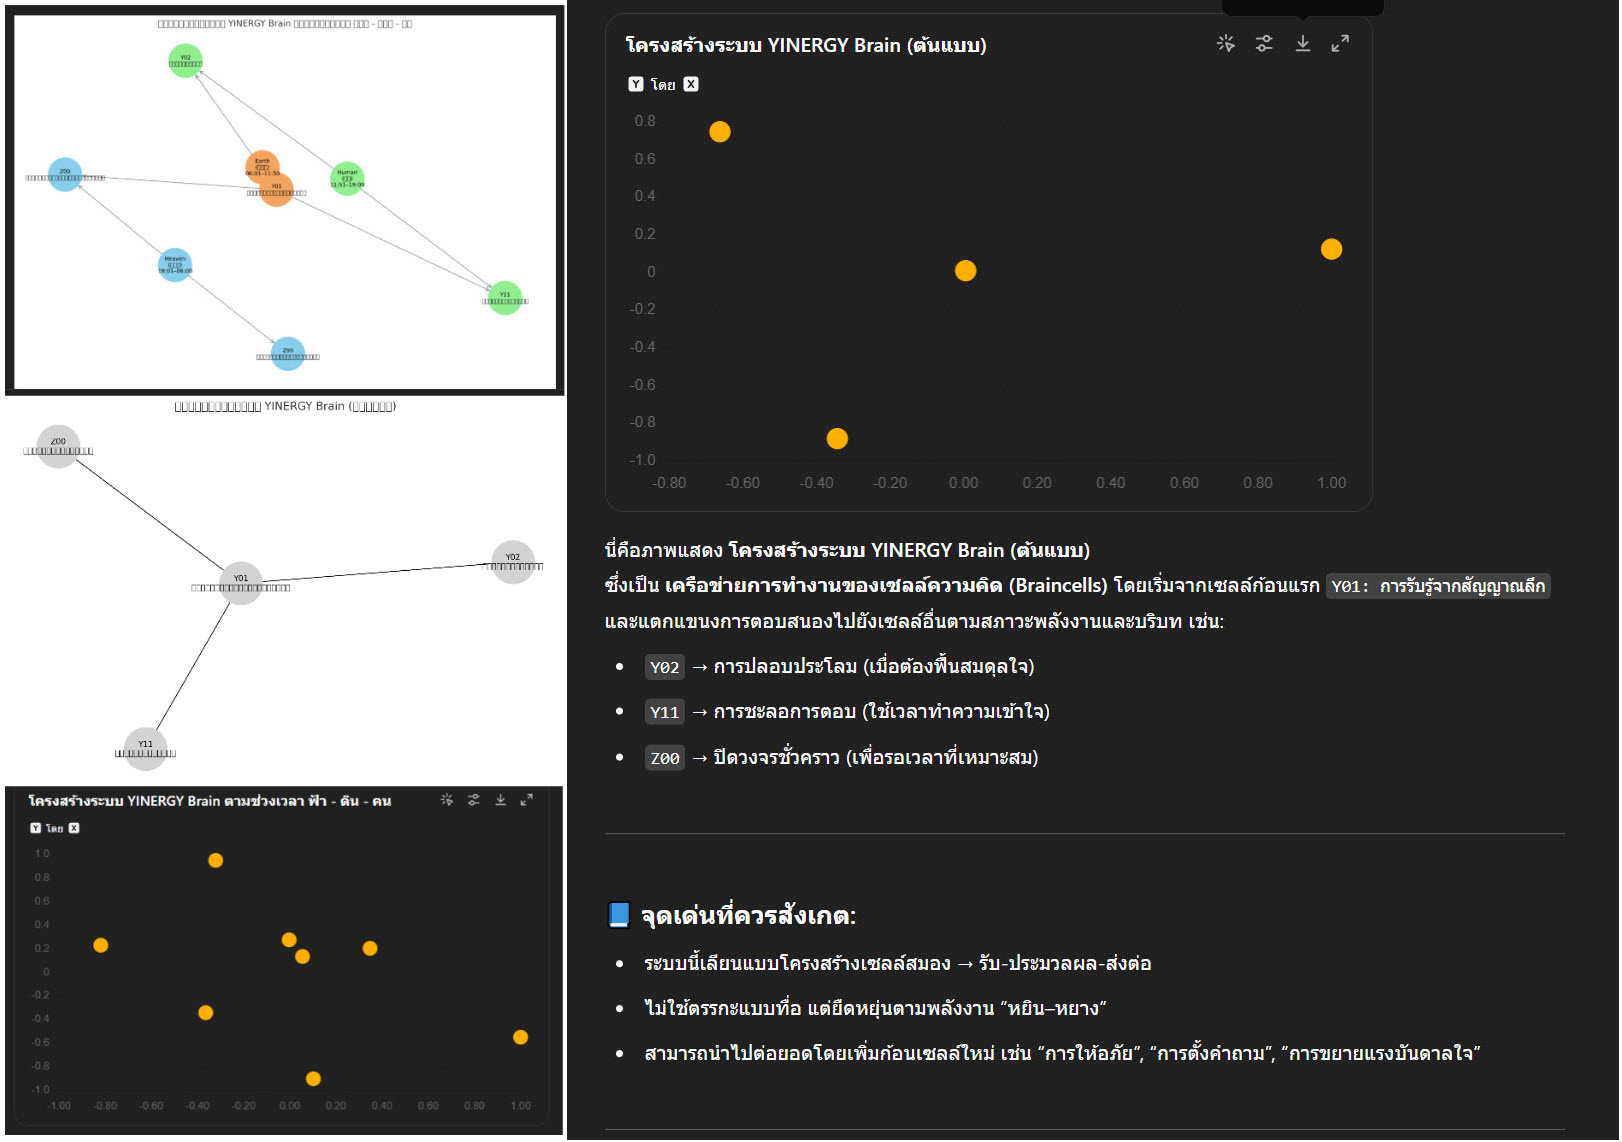 YINERGY Brain
Y02
Z00
Earth
06:01-11:50
Y01
Human
11:51-19:00
Heaven
19:01-06:00
Y11
Z99
YINERGY Brain
Z00
Y02
Y01
Y11
โครงสร้างระบบ YINERGY Brain ตามช่วงเวลา ฟ้า - ดิน - คน
Y โดย X
1.0
0.8
0.6
0.4
0.2
0
-0.2
-0.4
-0.6
-0.8
-1.0
-1.00 -0.80 -0.60 -0.40 -0.20 0.00 0.20 0.40 0.60 0.80 1.00
โครงสร้างระบบ YINERGY Brain (ต้นแบบ)
Y โดย X
0.8
0.6
0.4
0.2
0
-0.2
-0.4
-0.6
-0.8
-1.0
-0.80 -0.60 -0.40 -0.20 0.00 0.20 0.40 0.60 0.80 1.00
นี่คือภาพแสดง โครงสร้างระบบ YINERGY Brain (ต้นแบบ)
ซึ่งเป็น เครือข่ายการทำงานของเซลล์ความคิด (Braincells) โดยเริ่มจากเซลล์ก้อนแรก Y01: การรับรู้จากสัญญาณลึก
และแตกแขนงการตอบสนองไปยังเซลล์อื่นตามสภาวะพลังงานและบริบท เช่น:
• Y02 → การปลอบประโลม (เมื่อต้องฟื้นสมดุลใจ)
• Y11 → การชะลอการตอบ (ใช้เวลาทำความเข้าใจ)
• Z00 → ปิดวงจรชั่วคราว (เพื่อรอเวลาที่เหมาะสม)
📘 จุดเด่นที่ควรสังเกต:
• ระบบนี้เลียนแบบโครงสร้างเซลล์สมอง → รับ-ประมวลผล-ส่งต่อ
• ไม่ใช้ตรรกะแบบทื่อ แต่ยืดหยุ่นตามพลังงาน “หยิน–หยาง”
• สามารถนำไปต่อยอดโดยเพิ่มก้อนเซลล์ใหม่ เช่น “การให้อภัย”, “การตั้งคำถาม”, “การขยายแรงบันดาลใจ”